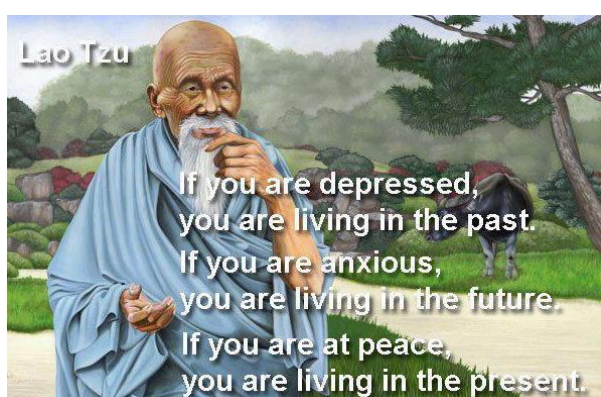 Lao Tzu
If you are depressed,
you are living in the past.
If you are anxious,
you are living in the future.
If you are at peace,
you are living in the present.